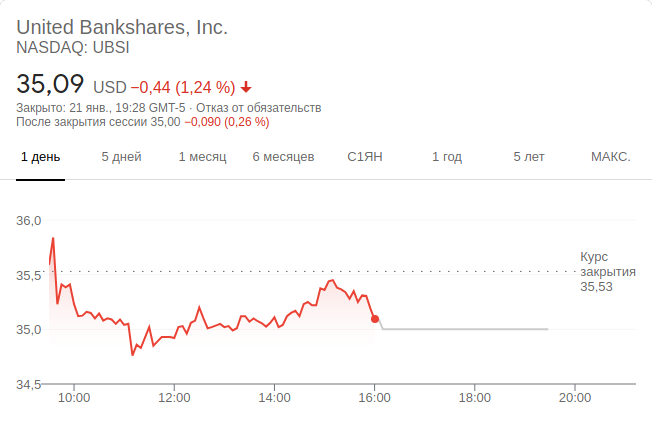 United Bankshares, Inc.
NASDAQ: UBSI
35,09 USD −0,44 (1,24 %)
Закрыто: 21 янв., 19:28 GMT-5 · Отказ от обязательств
После закрытия сессии 35,00 −0,090 (0,26 %)
1 день 5 дней 1 месяц 6 месяцев С1ЯН 1 год 5 лет МАКС.
36,0
Курс
35,5 закрытия
35,53
35,0
34,5
10:00 12:00 14:00 16:00 18:00 20:00